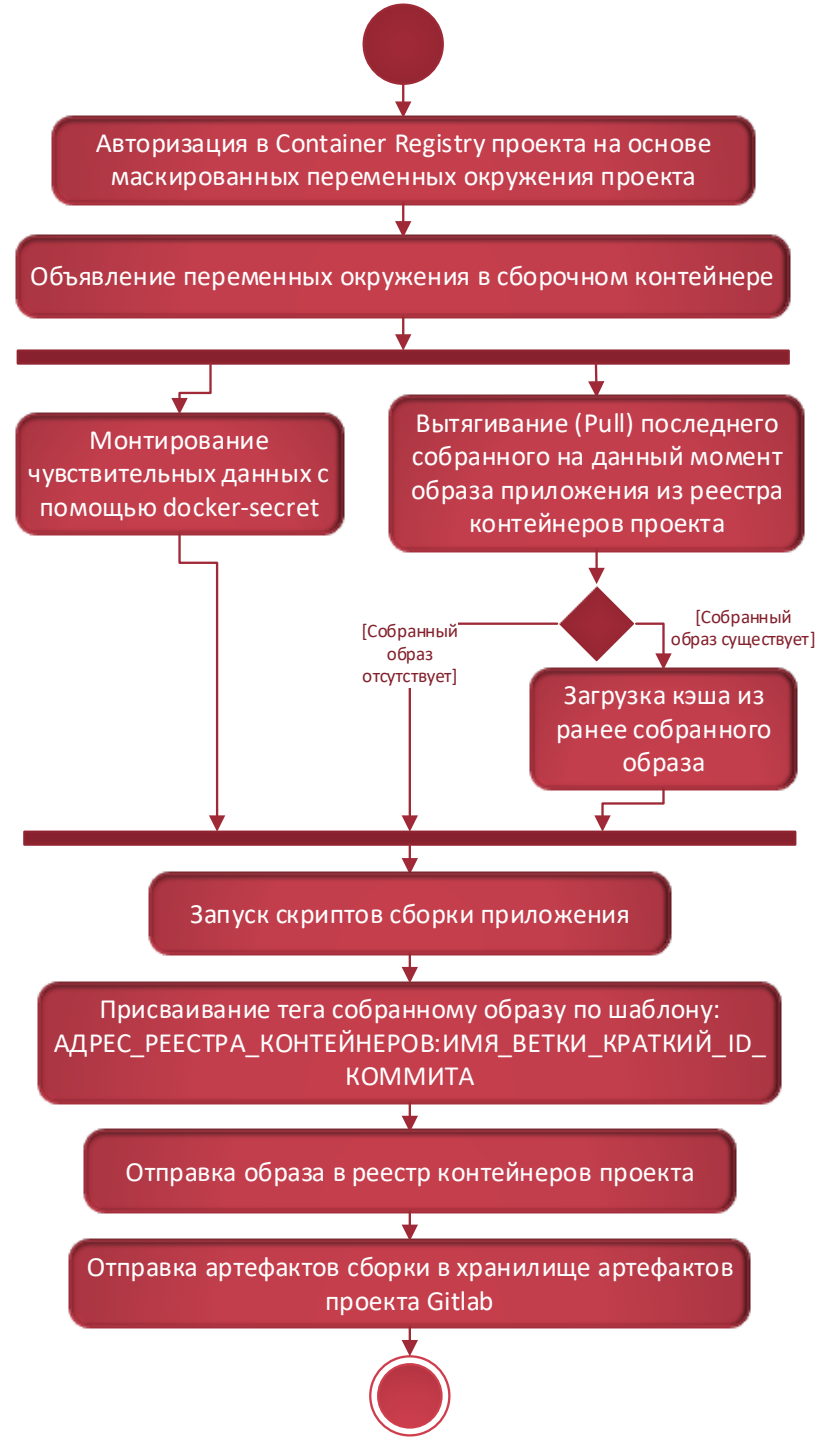 Авторизация в Container Registry проекта на основе
маскированных переменных окружения проекта
Объявление переменных окружения в сборочном контейнере
Монтирование
чувствительных данных с
помощью docker-secret
Вытягивание (Pull) последнего
собранного на данный момент
образа приложения из реестра
контейнеров проекта
[Собранный
образ
отсутствует]
[Собранный
образ существует]
Загрузка кэша из
ранее собранного
образа
Запуск скриптов сборки приложения
Присваивание тега собранному образу по шаблону:
АДРЕС_РЕЕСТРА_КОНТЕЙНЕРОВ:ИМЯ_ВЕТКИ_КРАТКИЙ_ID_
КОММИТА
Отправка образа в реестр контейнеров проекта
Отправка артефактов сборки в хранилище артефактов
проекта Gitlab